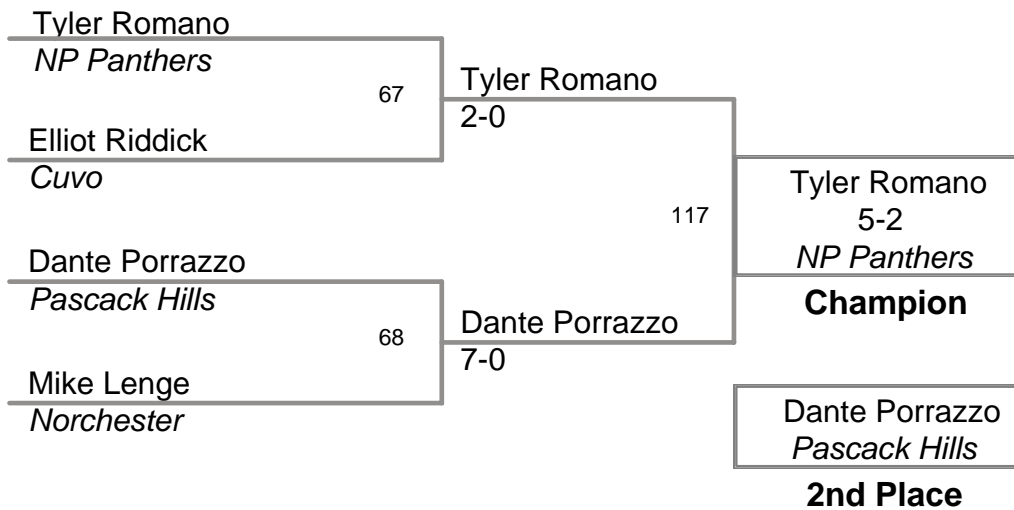 Tyler Romano
NP Panthers
67
Elliot Riddick
Cuvo
Tyler Romano
2-0
Dante Porrazzo
Pascack Hills
68
Mike Lenge
Norchester
Dante Porrazzo
7-0
117
Tyler Romano
5-2
NP Panthers
Champion
Dante Porrazzo
Pascack Hills
2nd Place